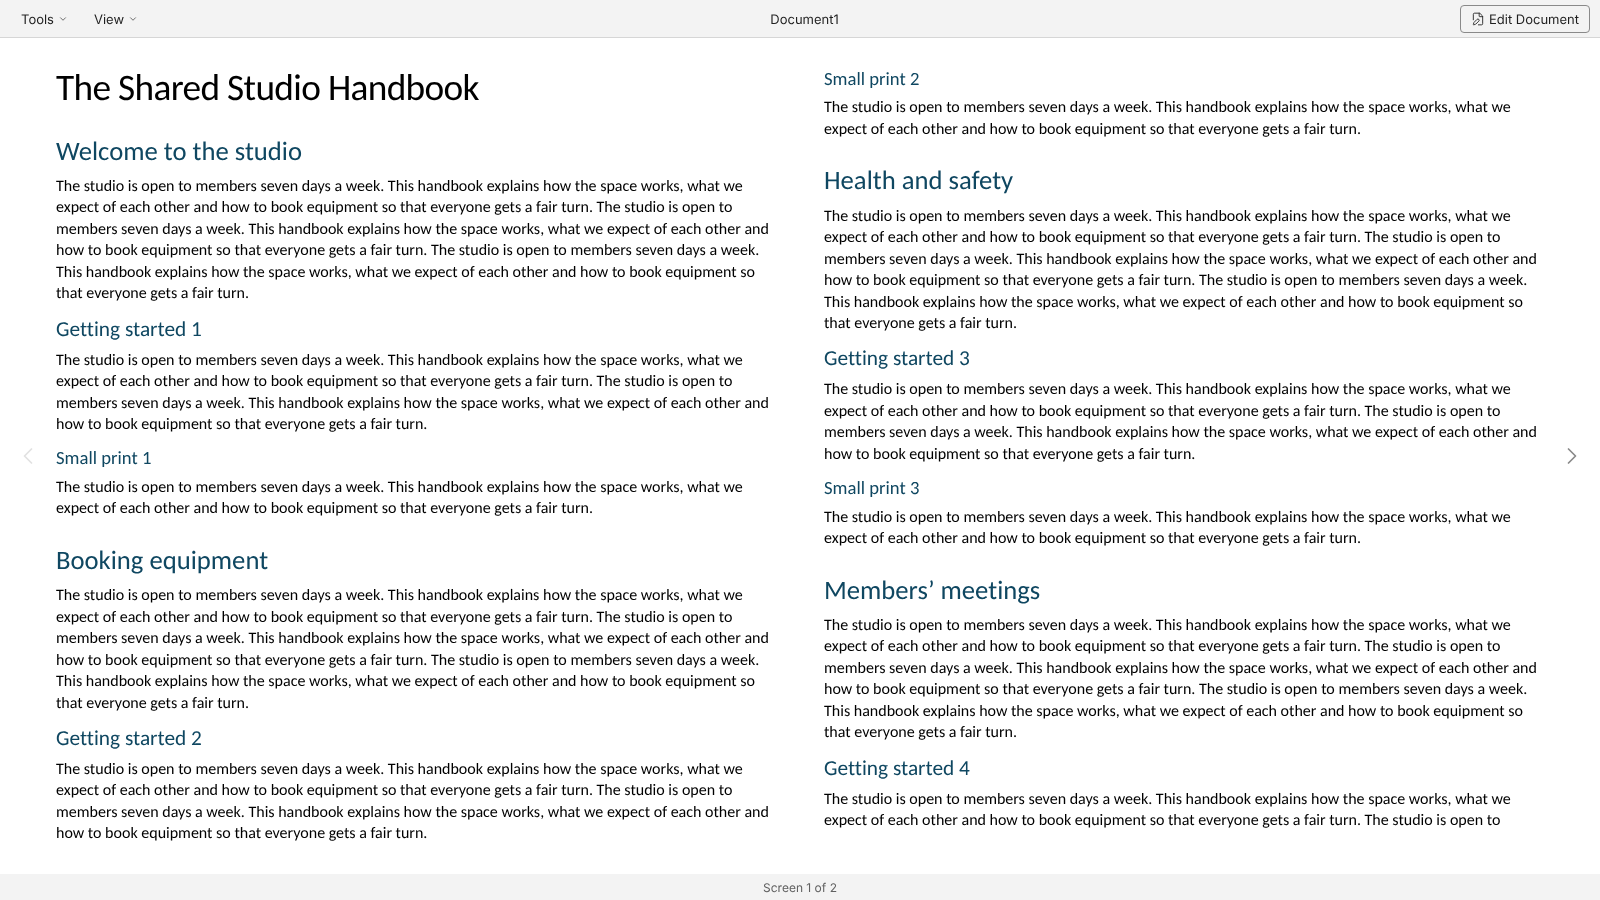 Tools
View
Document1
Edit Document
The Shared Studio Handbook
Welcome to the studio
The studio is open to members seven days a week. This handbook explains how the space works, what we
expect of each other and how to book equipment so that everyone gets a fair turn. The studio is open to
members seven days a week. This handbook explains how the space works, what we expect of each other and
how to book equipment so that everyone gets a fair turn. The studio is open to members seven days a week.
This handbook explains how the space works, what we expect of each other and how to book equipment so
that everyone gets a fair turn.
Getting started 1
The studio is open to members seven days a week. This handbook explains how the space works, what we
expect of each other and how to book equipment so that everyone gets a fair turn. The studio is open to
members seven days a week. This handbook explains how the space works, what we expect of each other and
how to book equipment so that everyone gets a fair turn.
Small print 1
The studio is open to members seven days a week. This handbook explains how the space works, what we
expect of each other and how to book equipment so that everyone gets a fair turn.
Booking equipment
The studio is open to members seven days a week. This handbook explains how the space works, what we
expect of each other and how to book equipment so that everyone gets a fair turn. The studio is open to
members seven days a week. This handbook explains how the space works, what we expect of each other and
how to book equipment so that everyone gets a fair turn. The studio is open to members seven days a week.
This handbook explains how the space works, what we expect of each other and how to book equipment so
that everyone gets a fair turn.
Getting started 2
The studio is open to members seven days a week. This handbook explains how the space works, what we
expect of each other and how to book equipment so that everyone gets a fair turn. The studio is open to
members seven days a week. This handbook explains how the space works, what we expect of each other and
how to book equipment so that everyone gets a fair turn.
Small print 2
The studio is open to members seven days a week. This handbook explains how the space works, what we
expect of each other and how to book equipment so that everyone gets a fair turn.
Health and safety
The studio is open to members seven days a week. This handbook explains how the space works, what we
expect of each other and how to book equipment so that everyone gets a fair turn. The studio is open to
members seven days a week. This handbook explains how the space works, what we expect of each other and
how to book equipment so that everyone gets a fair turn. The studio is open to members seven days a week.
This handbook explains how the space works, what we expect of each other and how to book equipment so
that everyone gets a fair turn.
Getting started 3
The studio is open to members seven days a week. This handbook explains how the space works, what we
expect of each other and how to book equipment so that everyone gets a fair turn. The studio is open to
members seven days a week. This handbook explains how the space works, what we expect of each other and
how to book equipment so that everyone gets a fair turn.
Small print 3
The studio is open to members seven days a week. This handbook explains how the space works, what we
expect of each other and how to book equipment so that everyone gets a fair turn.
Members’ meetings
The studio is open to members seven days a week. This handbook explains how the space works, what we
expect of each other and how to book equipment so that everyone gets a fair turn. The studio is open to
members seven days a week. This handbook explains how the space works, what we expect of each other and
how to book equipment so that everyone gets a fair turn. The studio is open to members seven days a week.
This handbook explains how the space works, what we expect of each other and how to book equipment so
that everyone gets a fair turn.
Getting started 4
The studio is open to members seven days a week. This handbook explains how the space works, what we
expect of each other and how to book equipment so that everyone gets a fair turn. The studio is open to
Screen 1 of 2